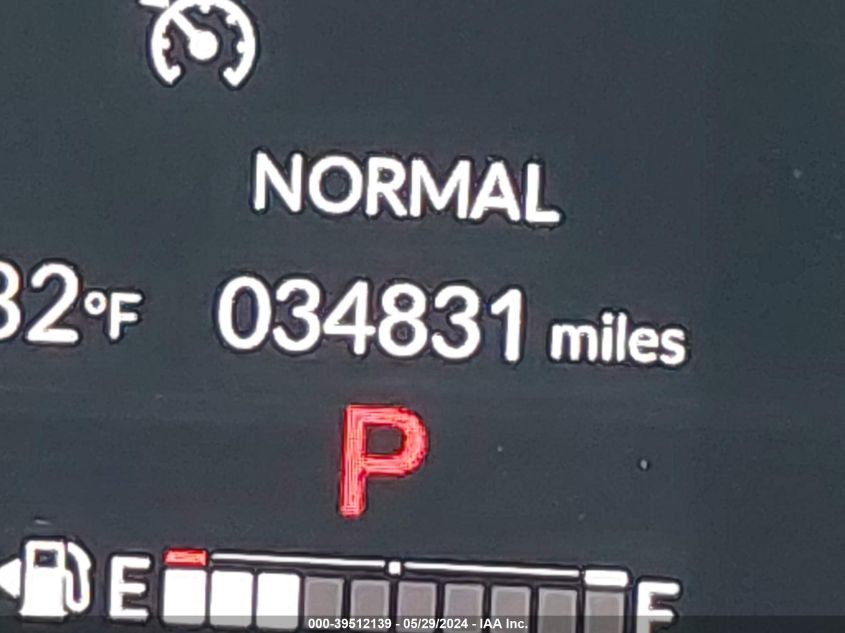 NORMAL
32°F 034831 miles
P
E F
000-39512139 - 05/29/2024 - IAA Inc.